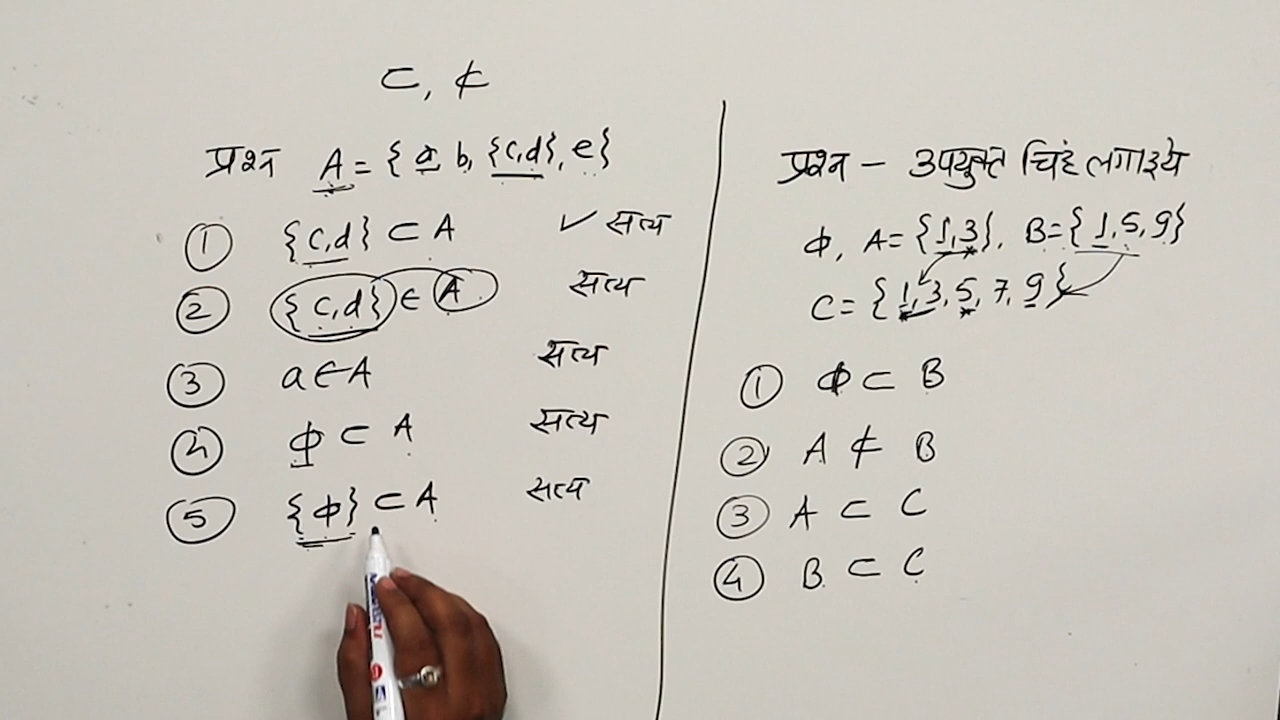 ⊂, ⊄
प्रश्न A = { a, b, {c,d}, e}
① {c,d} ⊂ A ✓ सत्य
② {c,d} ∈ A सत्य
③ a ∈ A सत्य
④ ϕ ⊂ A सत्य
⑤ {ϕ} ⊂ A सत्य
प्रश्न – उपयुक्त चिंह लगाइये
ϕ, A = {1,3}, B = {1,5,9}
C = {1,3,5,7,9}
① ϕ ⊂ B
② A ⊄ B
③ A ⊂ C
④ B ⊂ C